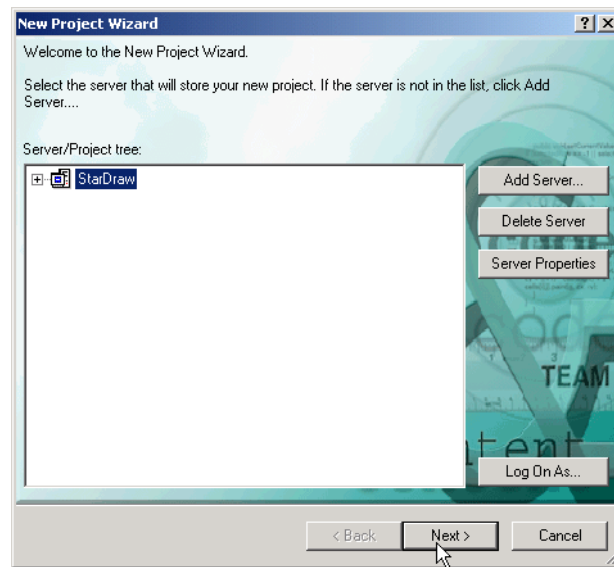 New Project Wizard
Welcome to the New Project Wizard.
Select the server that will store your new project. If the server is not in the list, click Add
Server....
Server/Project tree:
StarDraw
Add Server...
Delete Server
Server Properties
code
TEAM
tent
Log On As...
< Back
Next >
Cancel